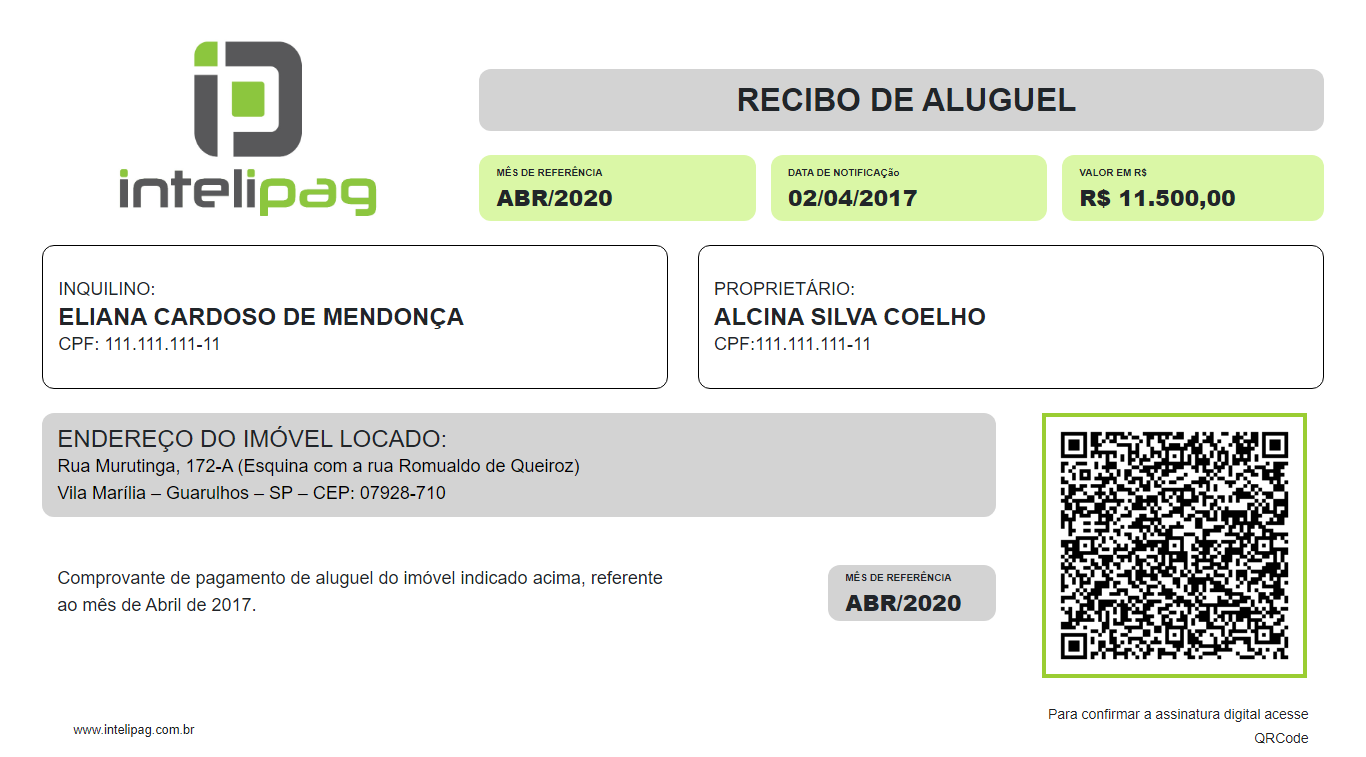 intelipag
RECIBO DE ALUGUEL
MÊS DE REFERÊNCIA
ABR/2020
DATA DE NOTIFICAÇão
02/04/2017
VALOR EM R$
R$ 11.500,00
INQUILINO:
ELIANA CARDOSO DE MENDONÇA
CPF: 111.111.111-11
PROPRIETÁRIO:
ALCINA SILVA COELHO
CPF:111.111.111-11
ENDEREÇO DO IMÓVEL LOCADO:
Rua Murutinga, 172-A (Esquina com a rua Romualdo de Queiroz)
Vila Marília – Guarulhos – SP – CEP: 07928-710
Comprovante de pagamento de aluguel do imóvel indicado acima, referente
ao mês de Abril de 2017.
MÊS DE REFERÊNCIA
ABR/2020
www.intelipag.com.br
Para confirmar a assinatura digital acesse
QRCode